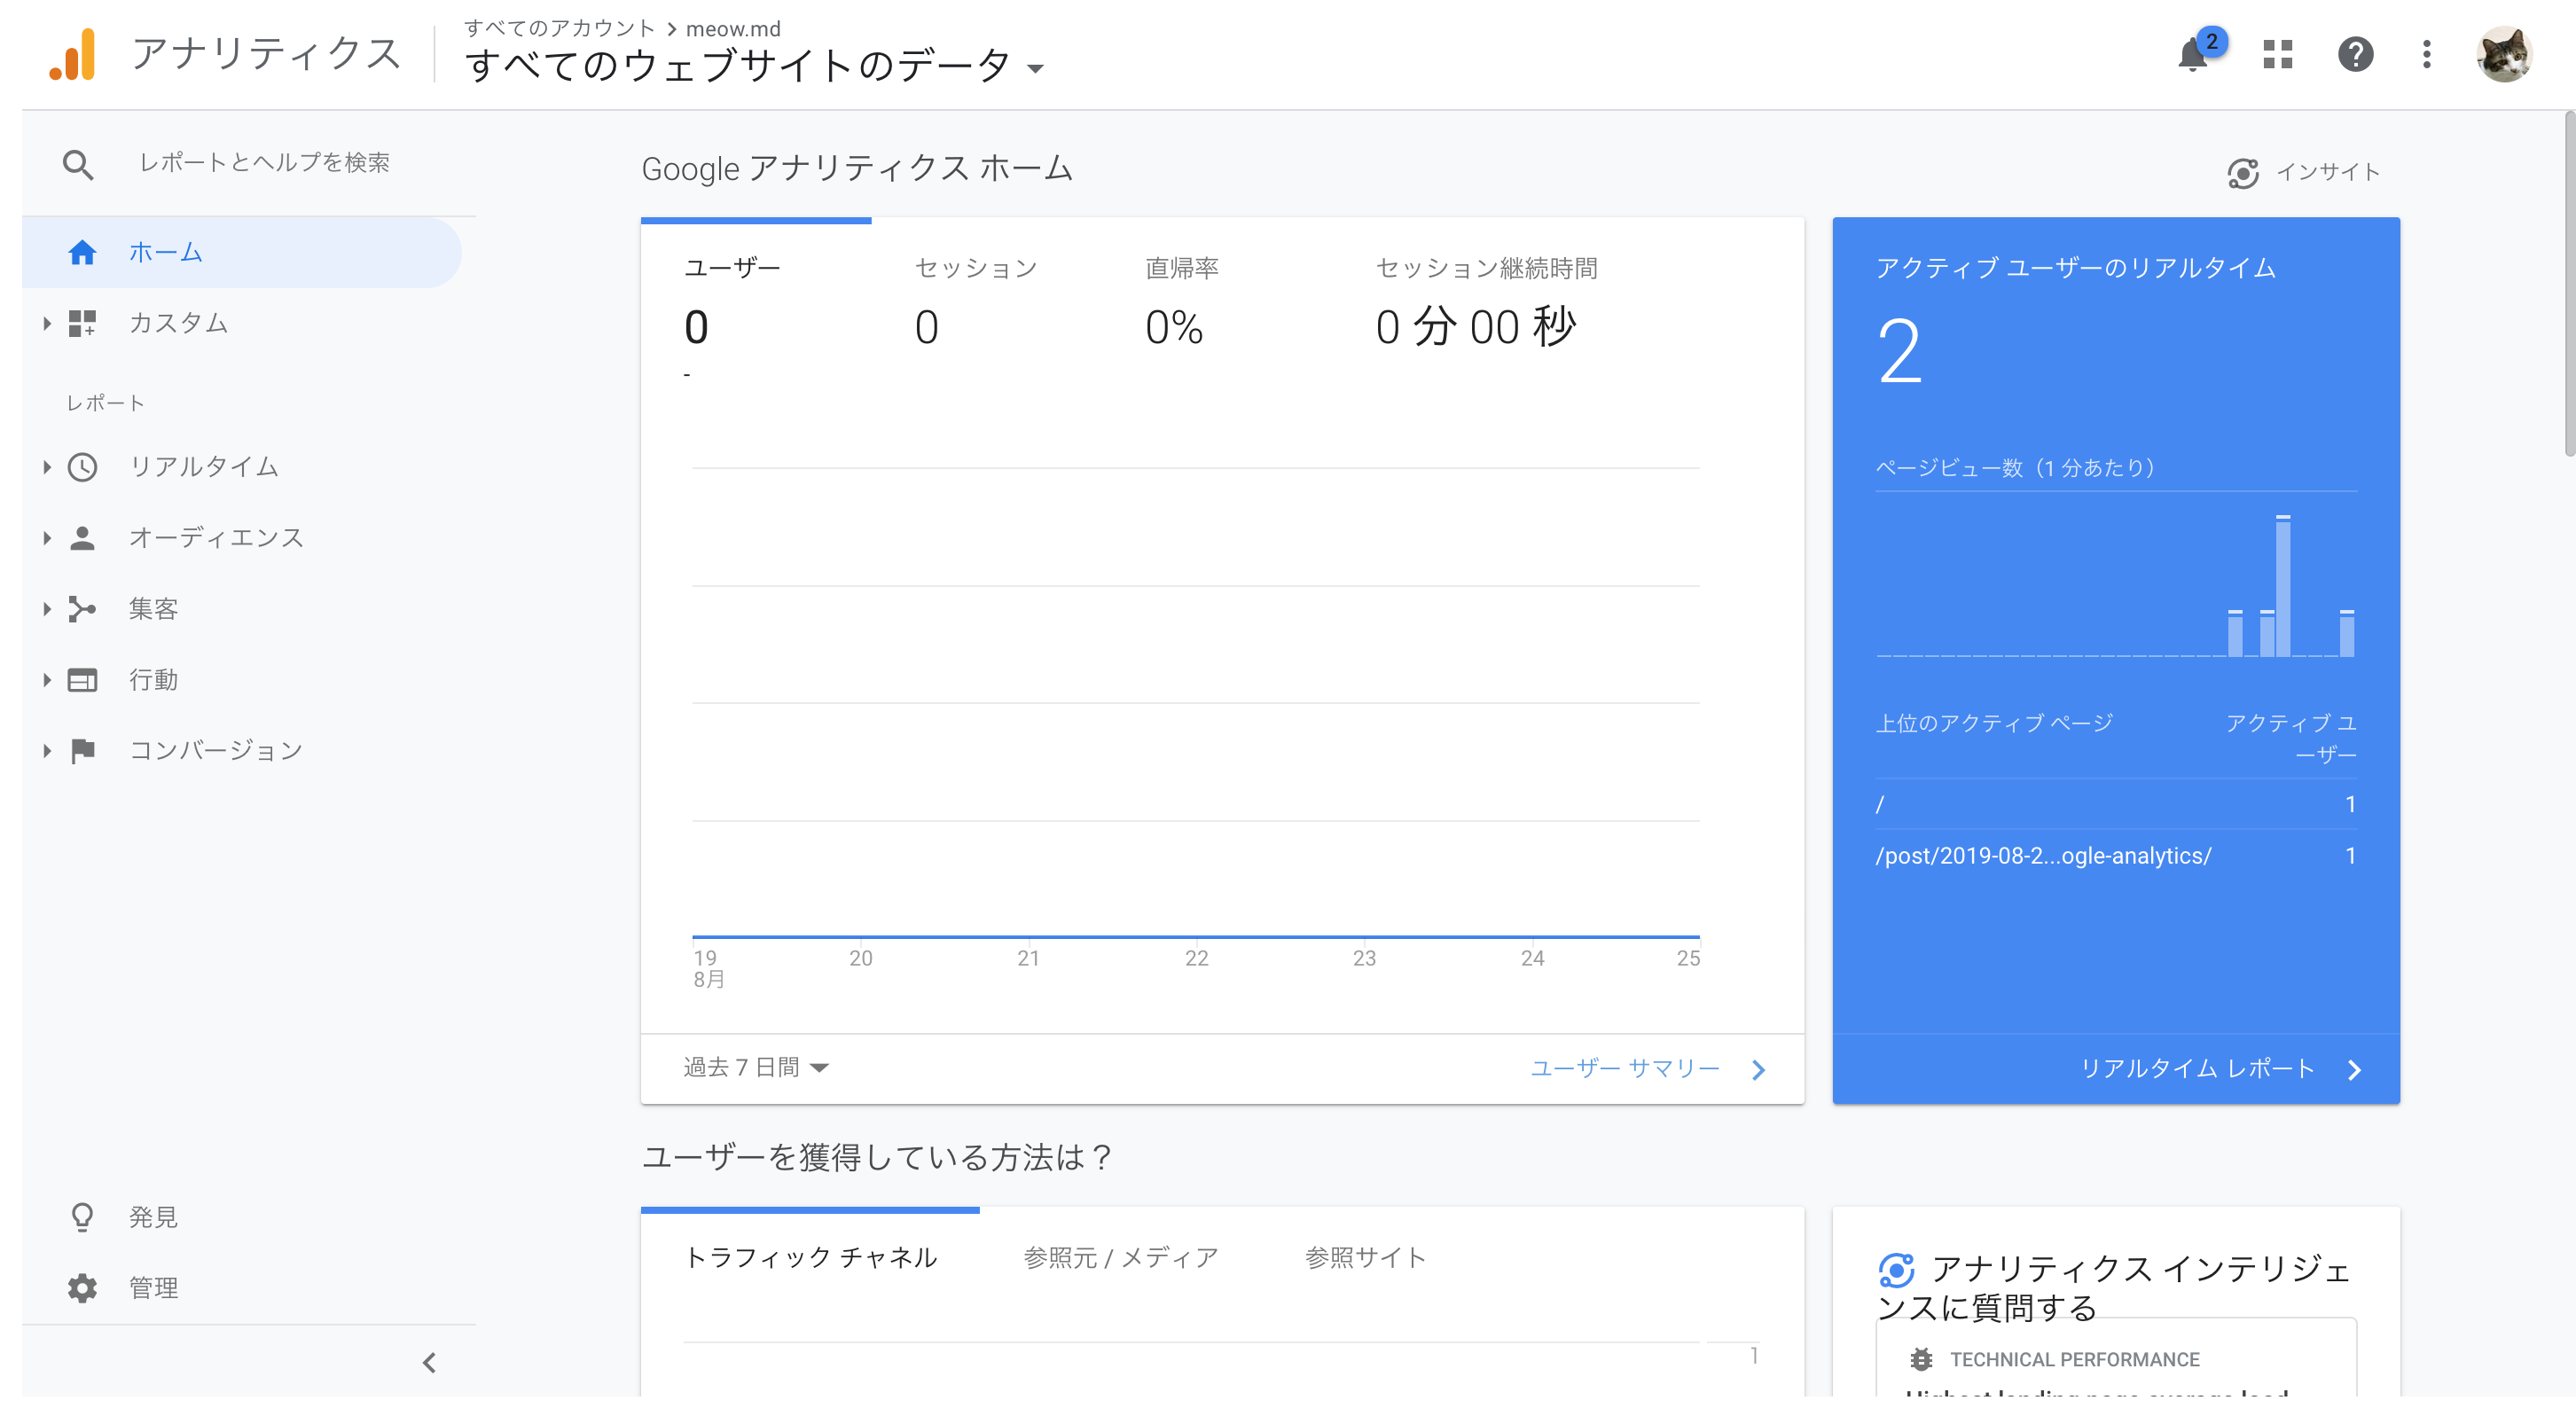 アナリティクス
すべてのアカウント > meow.md
すべてのウェブサイトのデータ
2
レポートとヘルプを検索
ホーム
カスタム
レポート
リアルタイム
オーディエンス
集客
行動
コンバージョン
発見
管理
Google アナリティクス ホーム
インサイト
ユーザー
0
-
セッション
0
直帰率
0%
セッション継続時間
0 分 00 秒
19 20 21 22 23 24 25
8月
過去 7 日間
ユーザー サマリー
アクティブ ユーザーのリアルタイム
2
ページビュー数（1 分あたり）
上位のアクティブ ページ
アクティブ ユ
ーザー
/ 1
/post/2019-08-2...ogle-analytics/ 1
リアルタイム レポート
ユーザーを獲得している方法は？
トラフィック チャネル
参照元 / メディア
参照サイト
1
アナリティクス インテリジェ
ンスに質問する
TECHNICAL PERFORMANCE
Highest landing page average load